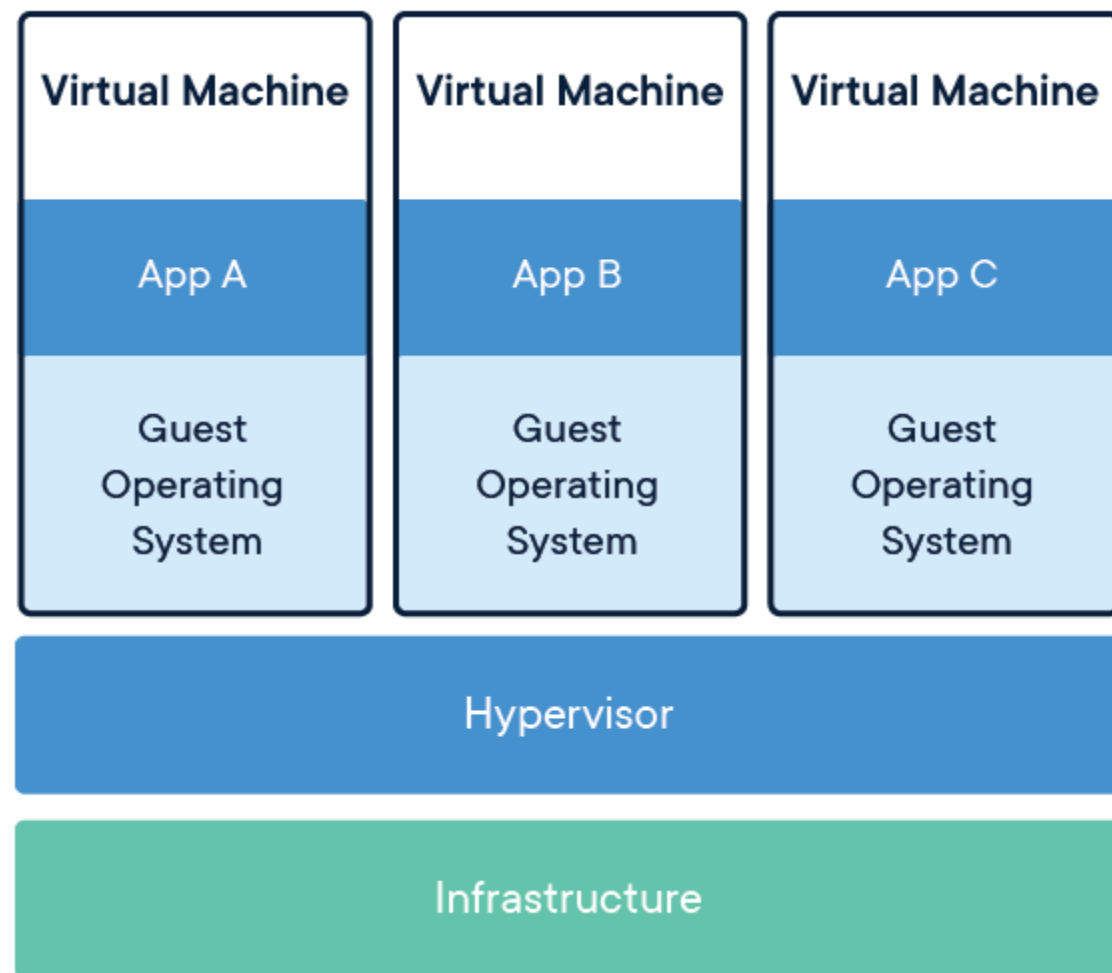 Virtual Machine
Virtual Machine
Virtual Machine
App A
App B
App C
Guest
Operating
System
Guest
Operating
System
Guest
Operating
System
Hypervisor
Infrastructure